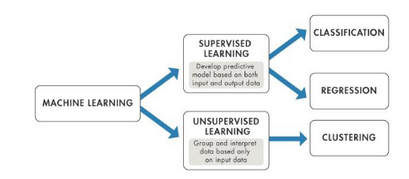 MACHINE LEARNING
SUPERVISED
LEARNING
Develop predictive
model based on both
input and output data
CLASSIFICATION
REGRESSION
UNSUPERVISED
LEARNING
Group and interpret
data based only
on input data
CLUSTERING